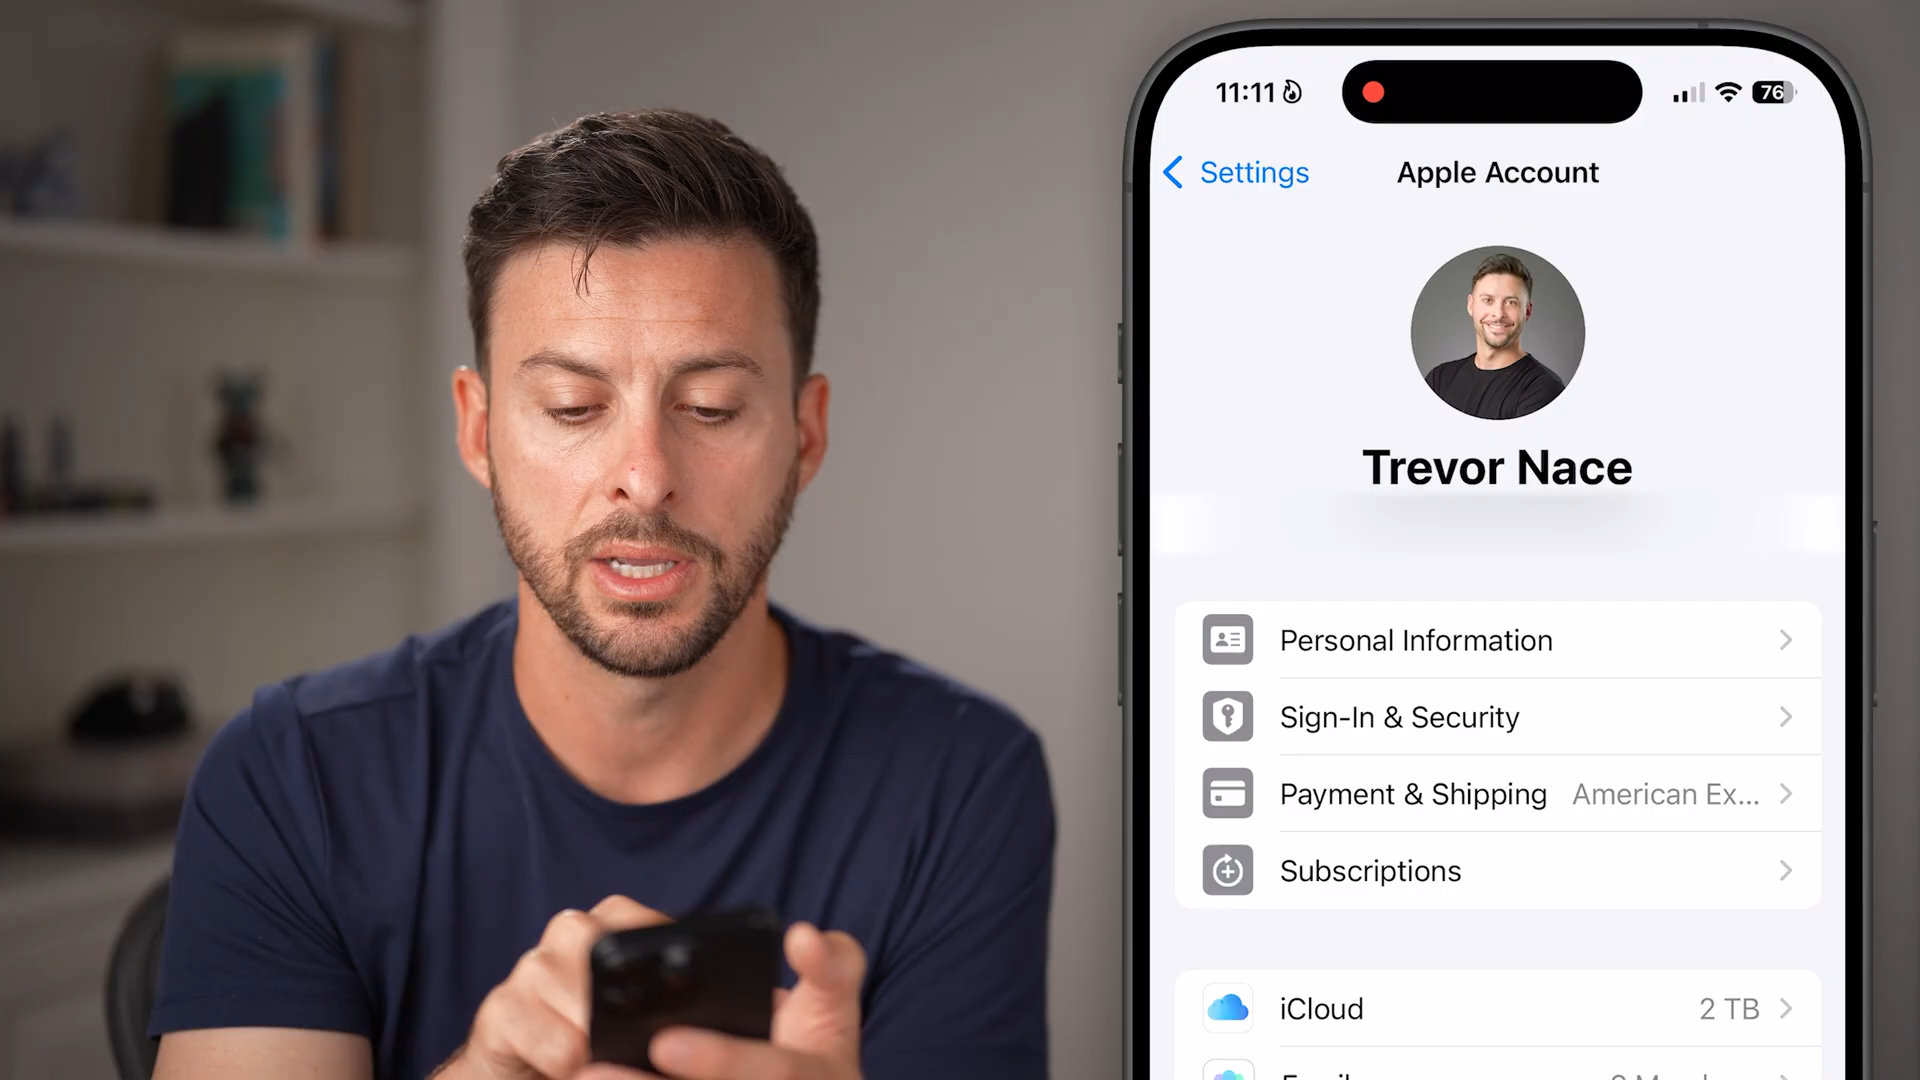 11:11
76
Settings
Apple Account
Trevor Nace
Personal Information
Sign-In & Security
Payment & Shipping American Ex...
Subscriptions
iCloud 2 TB